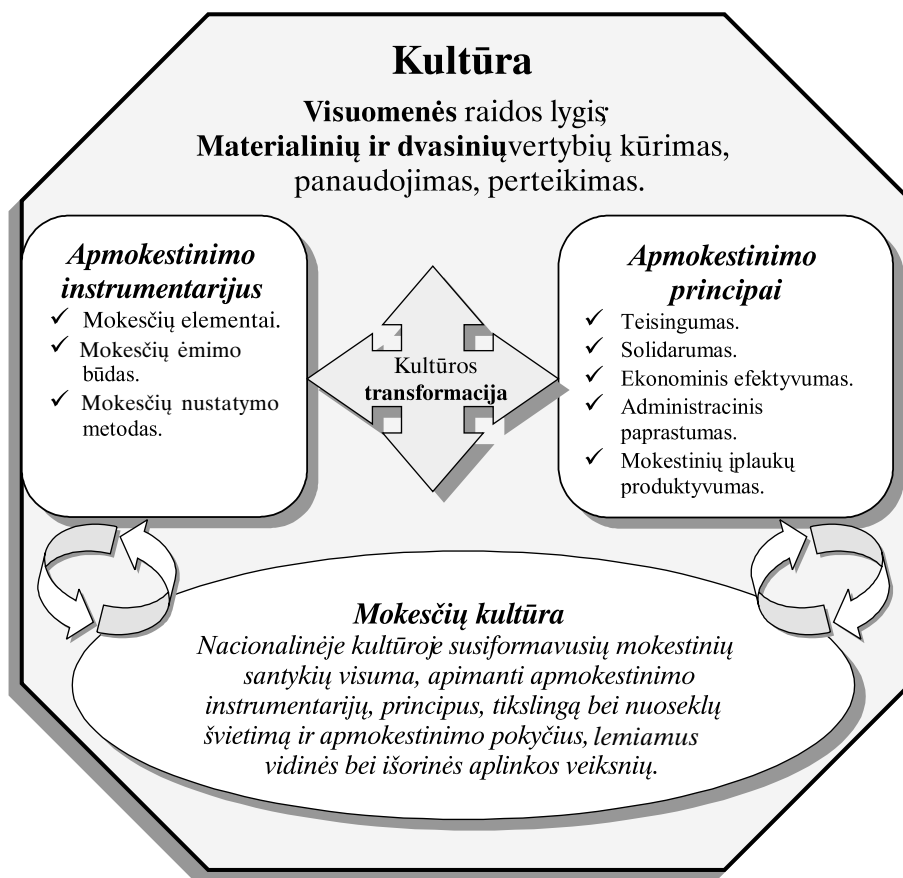 Kultūra
Visuomenės raidos lygis;
Materialinių ir dvasinių vertybių kūrimas,
panaudojimas, perteikimas.
Apmokestinimo
instrumentarijus
✓ Mokesčių elementai.
✓ Mokesčių ėmimo
būdas.
✓ Mokesčių nustatymo
metodas.
Kultūros
transformacija
Apmokestinimo
principai
✓ Teisingumas.
✓ Solidarumas.
✓ Ekonominis efektyvumas.
✓ Administracinis
paprastumas.
✓ Mokestinių įplaukų
produktyvumas.
Mokesčių kultūra
Nacionalinėje kultūroje susiformavusių mokestinių
santykių visuma, apimanti apmokestinimo
instrumentarijų, principus, tikslingą bei nuoseklų
švietimą ir apmokestinimo pokyčius, lemiamus
vidinės bei išorinės aplinkos veiksnių.